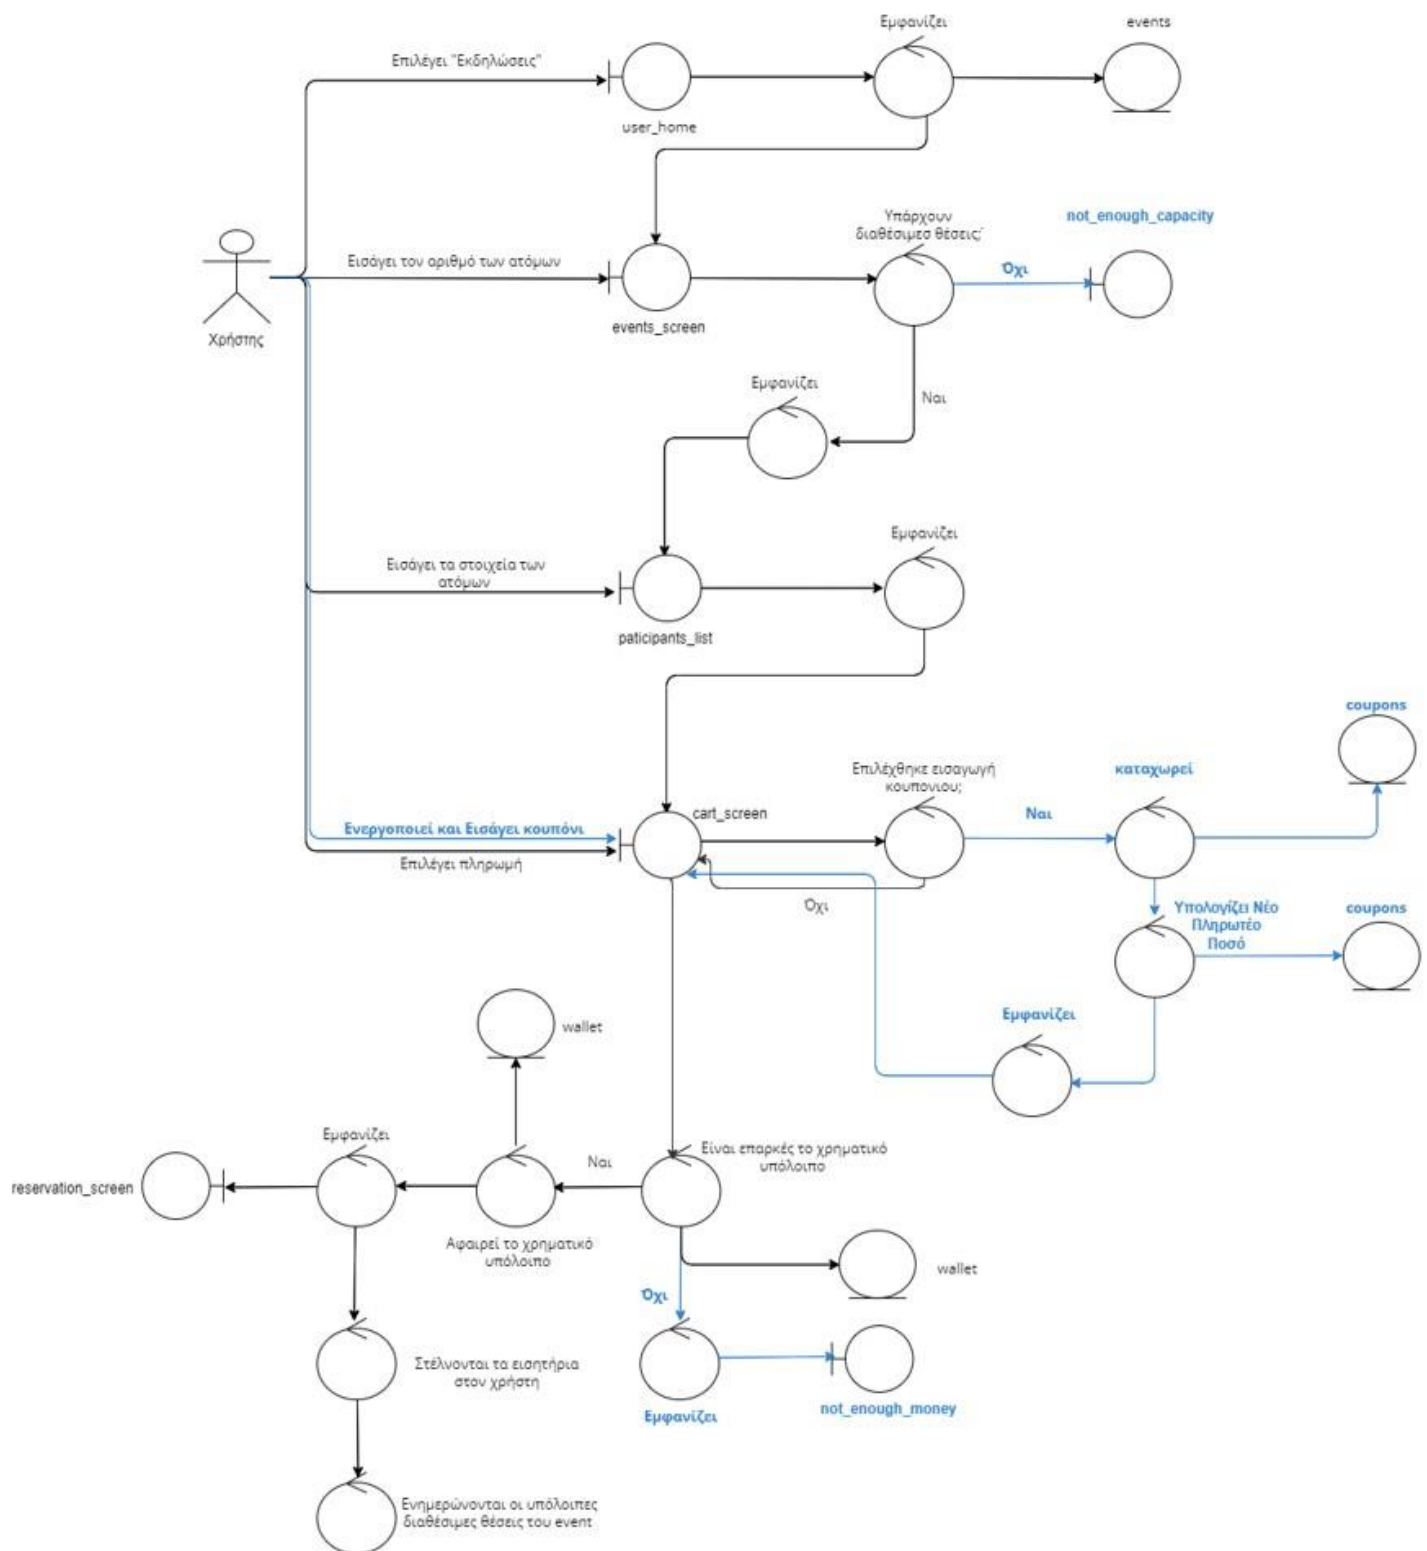 Εμφανίζει
events
Επιλέγει "Εκδηλώσεις"
user_home
Υπάρχουν
διαθέσιμεσ θέσεις;
not_enough_capacity
Εισάγει τον αριθμό των ατόμων
Όχι
events_screen
Χρήστης
Εμφανίζει
Ναι
Εμφανίζει
Εισάγει τα στοιχεία των
ατόμων
paticipants_list
coupons
Επιλέχθηκε εισαγωγή
κουπονιου;
καταχωρεί
cart_screen
Ναι
Ενεργοποιεί και Εισάγει κουπόνι
Επιλέγει πληρωμή
Όχι
Υπολογίζει Νέο
Πληρωτέο
Ποσό
coupons
Εμφανίζει
wallet
Εμφανίζει
Ναι
Είναι επαρκές το χρηματικό
υπόλοιπο
reservation_screen
Αφαιρεί το χρηματικό
υπόλοιπο
wallet
Όχι
Στέλνονται τα εισητήρια
στον χρήστη
Εμφανίζει
not_enough_money
Ενημερώνονται οι υπόλοιπες
διαθέσιμες θέσεις του event